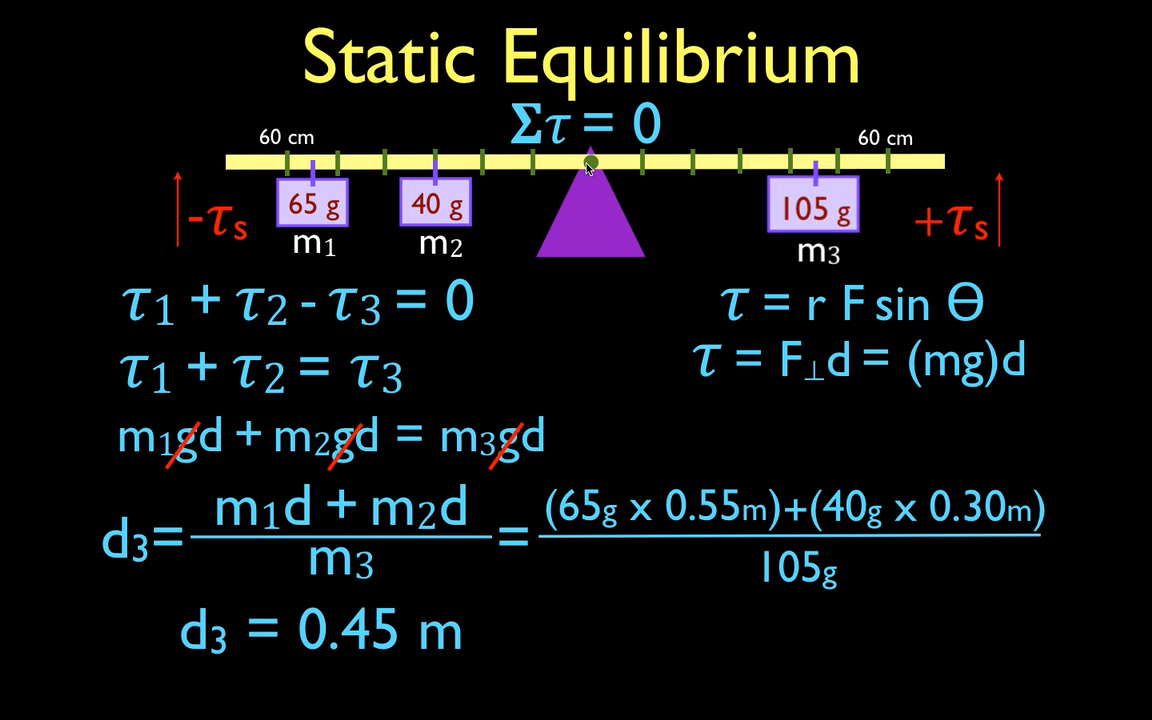 Static Equilibrium
Στ = 0
60 cm
60 cm
65 g
40 g
105 g
-τs
+τs
m₁
m₂
m₃
τ₁ + τ₂ - τ₃ = 0
τ = r F sin Θ
τ₁ + τ₂ = τ₃
τ = F⊥d = (mg)d
m₁gd + m₂gd = m₃gd
d₃= m₁d + m₂d / m₃ = (65g x 0.55m)+(40g x 0.30m) / 105g
d₃ = 0.45 m